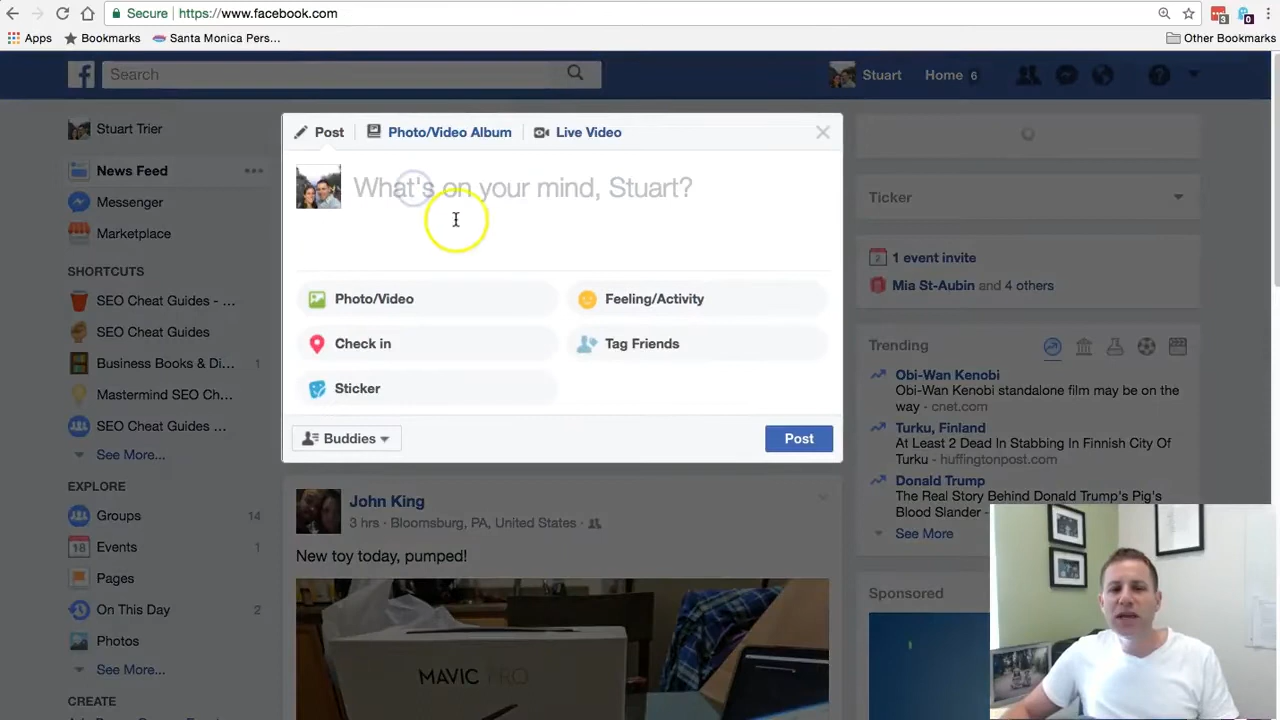 Secure https://www.facebook.com
3
0
Apps Bookmarks Santa Monica Pers... Other Bookmarks
f Search Stuart Home 6
Stuart Trier
News Feed
Messenger
Marketplace
SHORTCUTS
SEO Cheat Guides - ...
SEO Cheat Guides
Business Books & Di... 1
Mastermind SEO Ch...
SEO Cheat Guides ...
See More...
EXPLORE
Groups 14
18 Events 1
Pages
On This Day 2
Photos
See More...
CREATE
Post Photo/Video Album Live Video
What's on your mind, Stuart?
Photo/Video Feeling/Activity
Check in Tag Friends
Sticker
Buddies Post
John King
3 hrs · Bloomsburg, PA, United States ·
New toy today, pumped!
MAVIC PRO
Ticker
2 1 event invite
Mia St-Aubin and 4 others
Trending
Obi-Wan Kenobi
Obi-Wan Kenobi standalone film may be on the
way - cnet.com
Turku, Finland
At Least 2 Dead In Stabbing In Finnish City Of
Turku - huffingtonpost.com
Donald Trump
The Real Story Behind Donald Trump's Pig's
Blood Slander -
See More
Sponsored